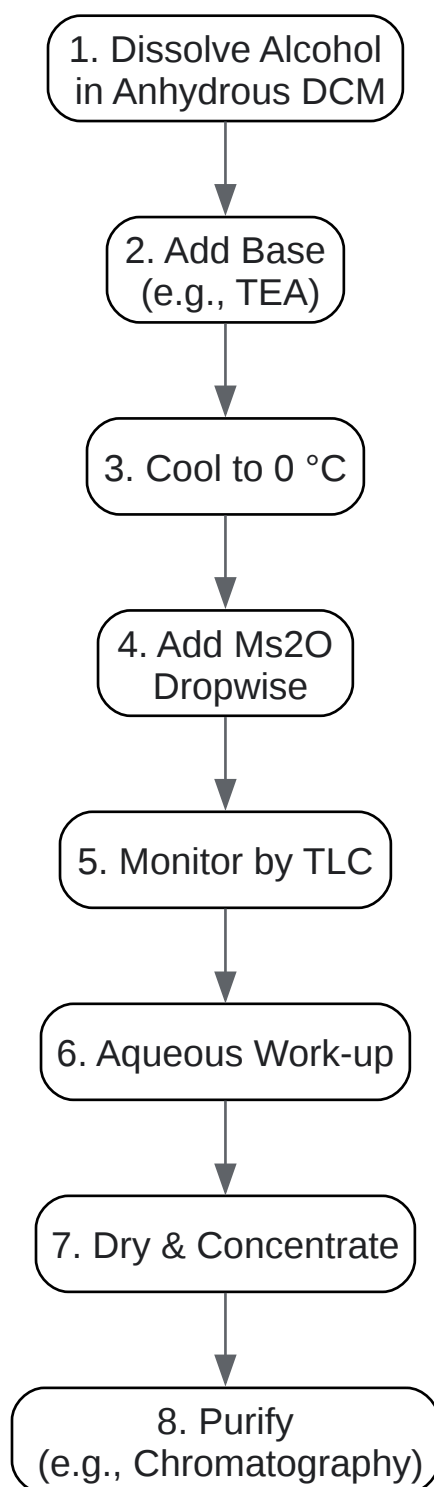 1. Dissolve Alcohol
in Anhydrous DCM
2. Add Base
(e.g., TEA)
3. Cool to 0 °C
4. Add Ms2O
Dropwise
5. Monitor by TLC
6. Aqueous Work-up
7. Dry & Concentrate
8. Purify
(e.g., Chromatography)